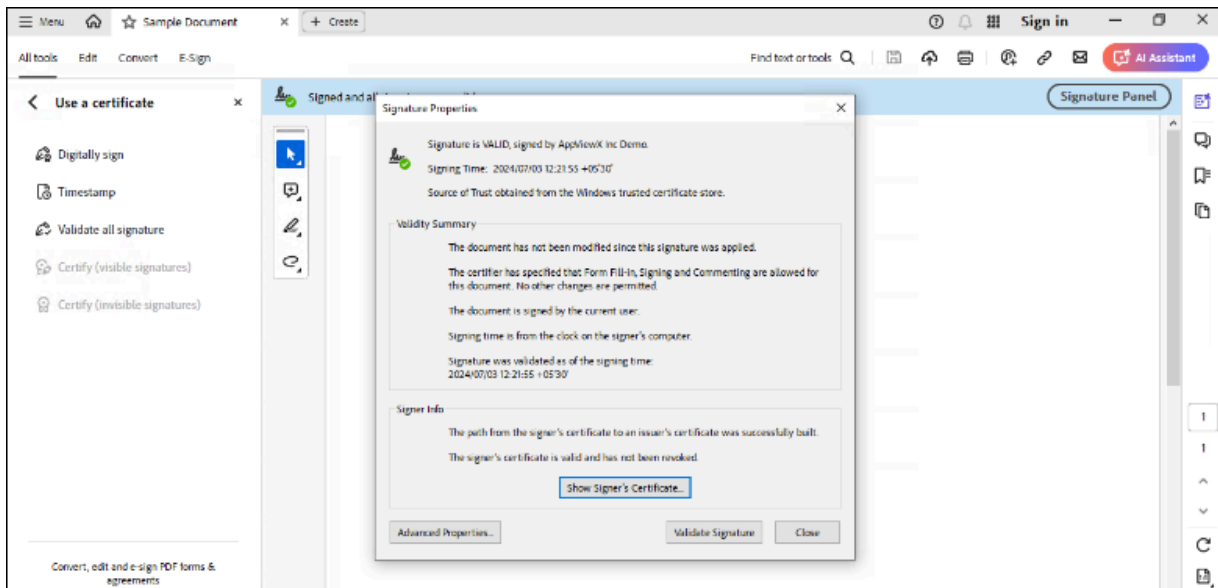 Menu
Sample Document
+ Create
Sign in
All tools Edit Convert E-Sign
Find text or tools
AI Assistant
Use a certificate
Digitally sign
Timestamp
Validate all signature
Certify (visible signatures)
Certify (invisible signatures)
Convert, edit and e-sign PDF forms &
agreements
Signed and all
Signature Panel
Signature Properties
Signature is VALID, signed by AppViewX Inc Demo.
Signing Time: 2024/07/03 12:21:55 +05'30'
Source of Trust obtained from the Windows trusted certificate store.
Validity Summary
The document has not been modified since this signature was applied.
The certifier has specified that Form Fill-in, Signing and Commenting are allowed for
this document. No other changes are permitted.
The document is signed by the current user.
Signing time is from the clock on the signer's computer.
Signature was validated as of the signing time:
2024/07/03 12:21:55 +05'30'
Signer Info
The path from the signer's certificate to an issuer's certificate was successfully built.
The signer's certificate is valid and has not been revoked.
Show Signer's Certificate...
Advanced Properties...
Validate Signature
Close
1
1